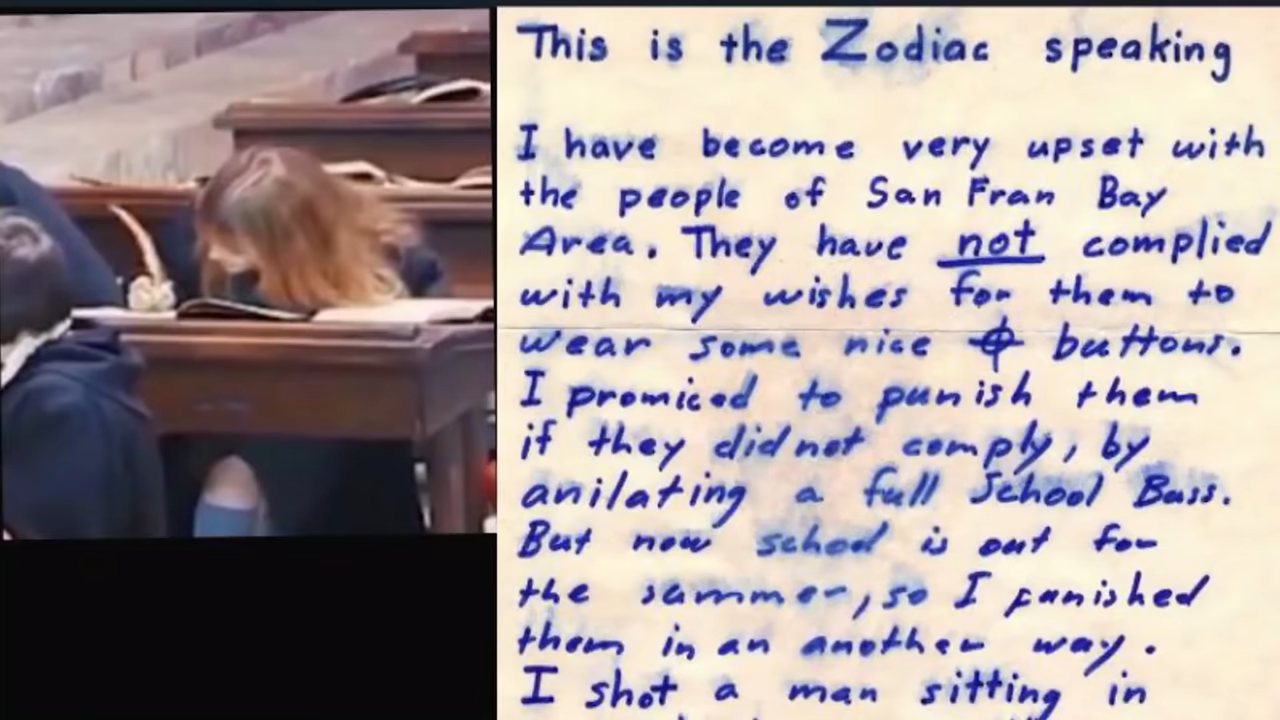 This is the Zodiac speaking
I have become very upset with
the people of San Fran Bay
Area. They have not complied
with my wishes for them to
wear some nice ⌖ buttons.
I promiced to punish them
if they did not comply, by
anilating a full School Buss.
But now school is out for
the summer, so I punished
them in an another way.
I shot a man sitting in